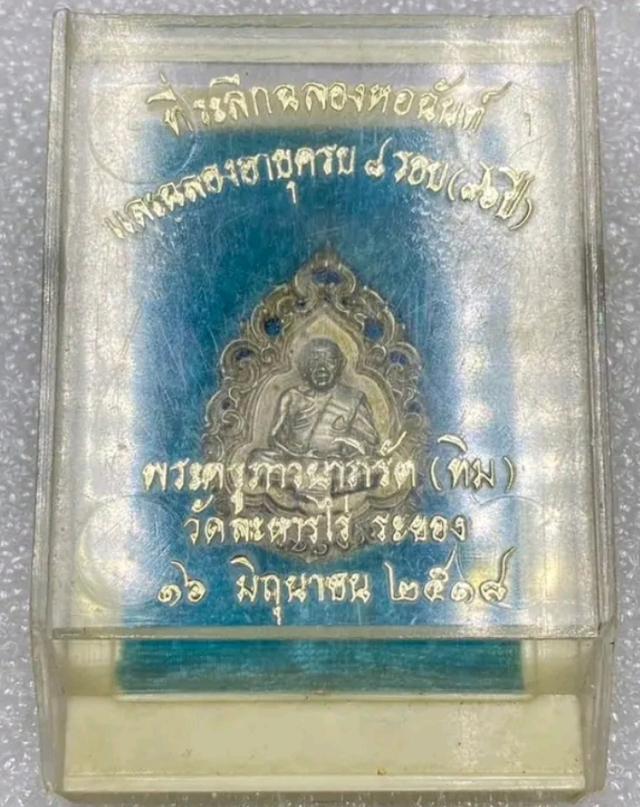 ที่ระลึกฉลองหอฉันท์
และฉลองอายุครบ ๘ รอบ(๙๖ปี)
พระครูภาวนาภิรัต (ทิม)
วัดละหารไร่ ระยอง
๑๖ มิถุนายน ๒๕๑๘